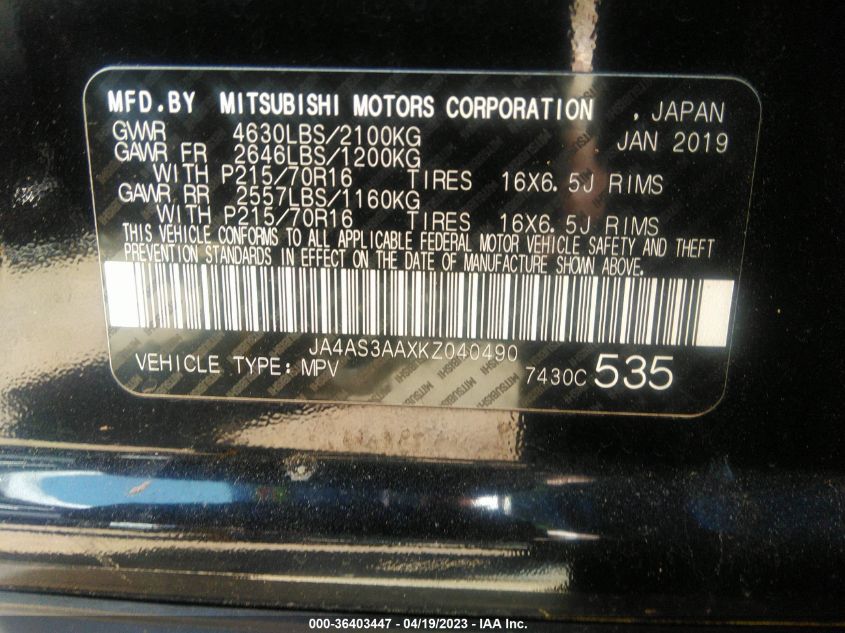 MFD.BY MITSUBISHI MOTORS CORPORATION , JAPAN
GVWR 4630LBS/2100KG JAN 2019
GAWR FR 2646LBS/1200KG
WITH P215/70R16 TIRES 16X6.5J RIMS
GAWR RR 2557LBS/1160KG
WITH P215/70R16 TIRES 16X6.5J RIMS
THIS VEHICLE CONFORMS TO ALL APPLICABLE FEDERAL MOTOR VEHICLE SAFETY AND THEFT
PREVENTION STANDARDS IN EFFECT ON THE DATE OF MANUFACTURE SHOWN ABOVE.
JA4AS3AAXKZ040490
VEHICLE TYPE: MPV 7430C 535
000-36403447 - 04/19/2023 - IAA Inc.